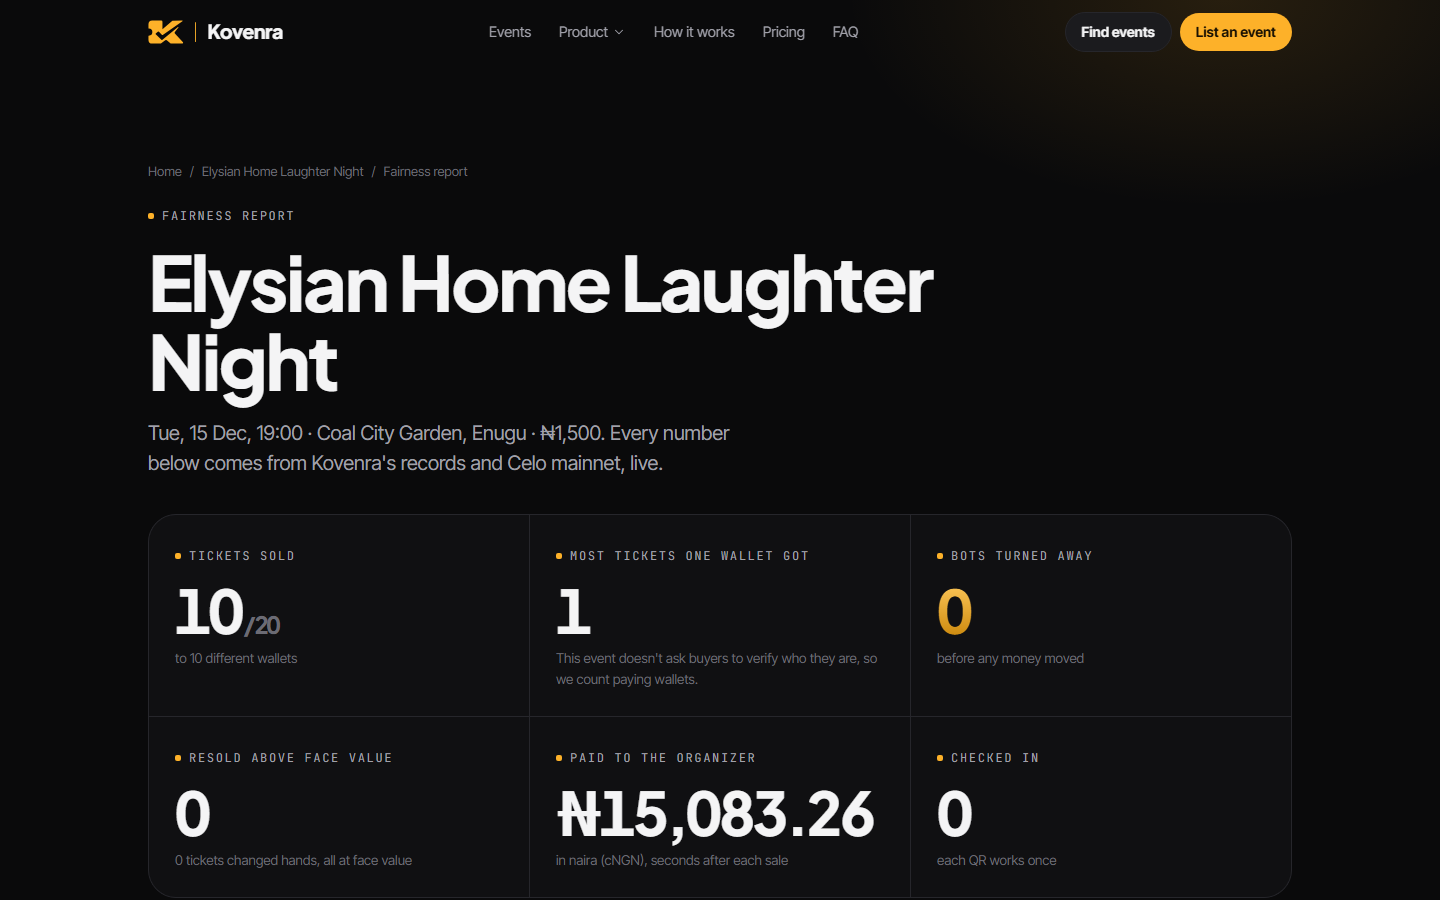 Kovenra
Events
Product
How it works
Pricing
FAQ
Find events
List an event
Home / Elysian Home Laughter Night / Fairness report
FAIRNESS REPORT
Elysian Home Laughter
Night
Tue, 15 Dec, 19:00 · Coal City Garden, Enugu · ₦1,500. Every number
below comes from Kovenra's records and Celo mainnet, live.
TICKETS SOLD
10/20
to 10 different wallets
MOST TICKETS ONE WALLET GOT
1
This event doesn't ask buyers to verify who they are, so
we count paying wallets.
BOTS TURNED AWAY
0
before any money moved
RESOLD ABOVE FACE VALUE
0
0 tickets changed hands, all at face value
PAID TO THE ORGANIZER
₦15,083.26
in naira (cNGN), seconds after each sale
CHECKED IN
0
each QR works once